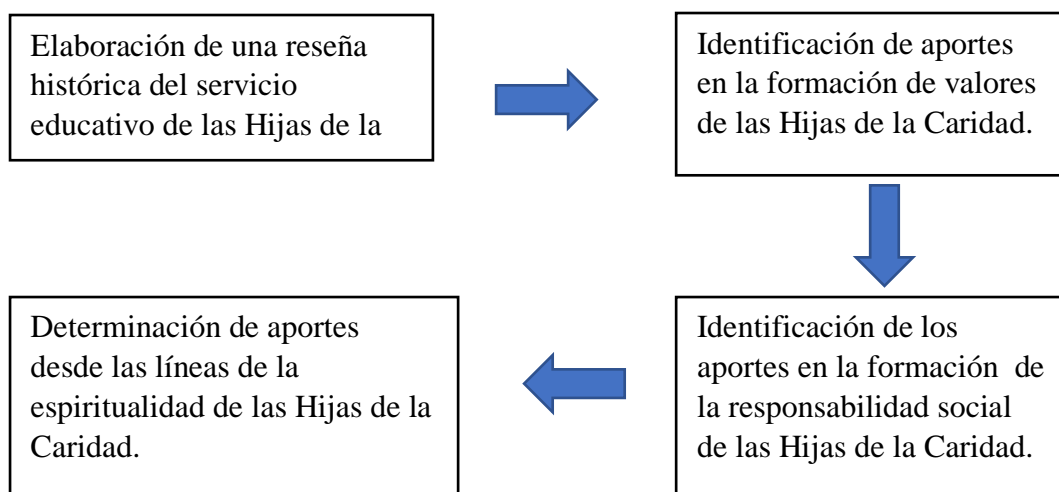 Elaboración de una reseña
histórica del servicio
educativo de las Hijas de la
Identificación de aportes
en la formación de valores
de las Hijas de la Caridad.
Identificación de los
aportes en la formación  de
la responsabilidad social
de las Hijas de la Caridad.
Determinación de aportes
desde las líneas de la
espiritualidad de las Hijas de la
Caridad.